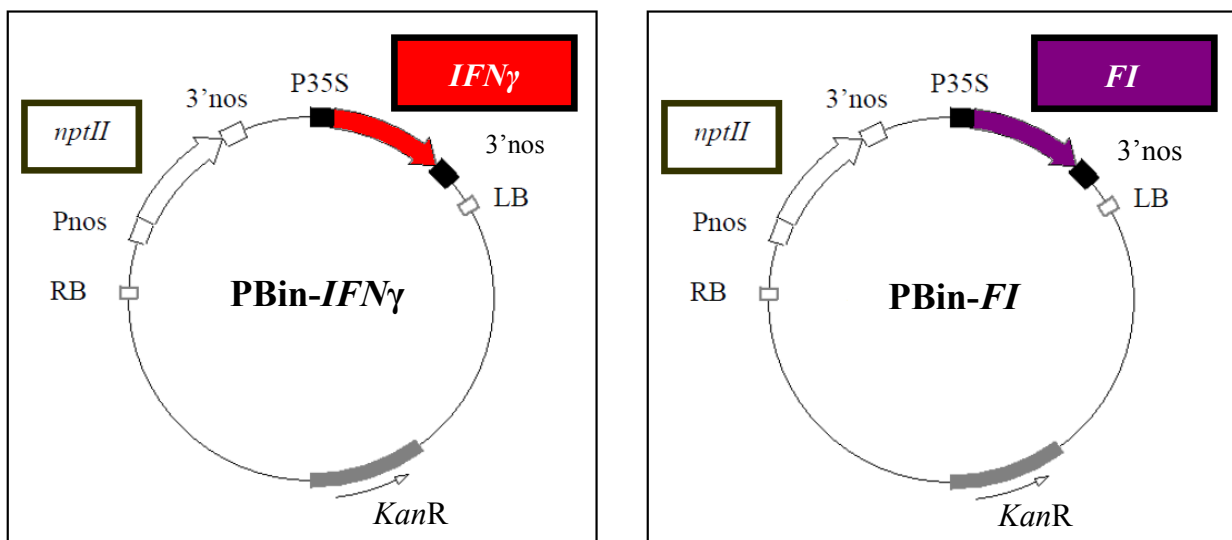 IFNγ
P35S
3'nos
nptII
3'nos
LB
Pnos
RB
PBin-IFNγ
KanR
FI
P35S
3'nos
nptII
3'nos
LB
Pnos
RB
PBin-FI
KanR